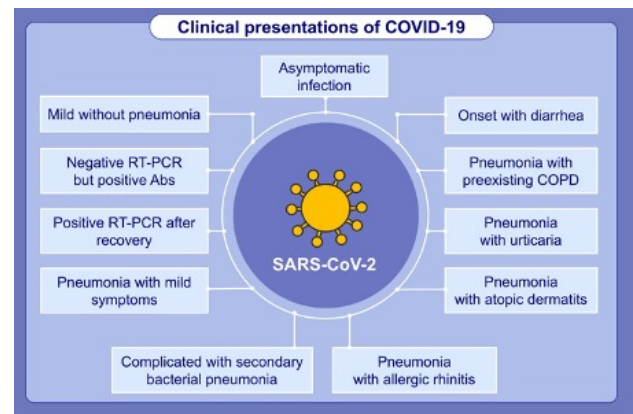 Clinical presentations of COVID-19
Asymptomatic
infection
Mild without pneumonia
Onset with diarrhea
Negative RT-PCR
but positive Abs
Pneumonia with
preexisting COPD
Positive RT-PCR after
recovery
Pneumonia
with urticaria
SARS-CoV-2
Pneumonia with mild
symptoms
Pneumonia
with atopic dermatits
Complicated with secondary
bacterial pneumonia
Pneumonia
with allergic rhinitis